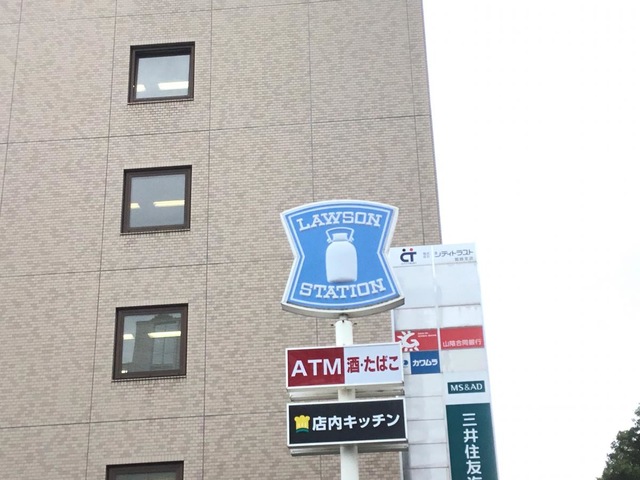 LAWSON
STATION
ATM 酒・たばこ
店内キッチン
CT
シティトラスト
山陰合同銀行
カワムラ
MS&AD
三井住友海